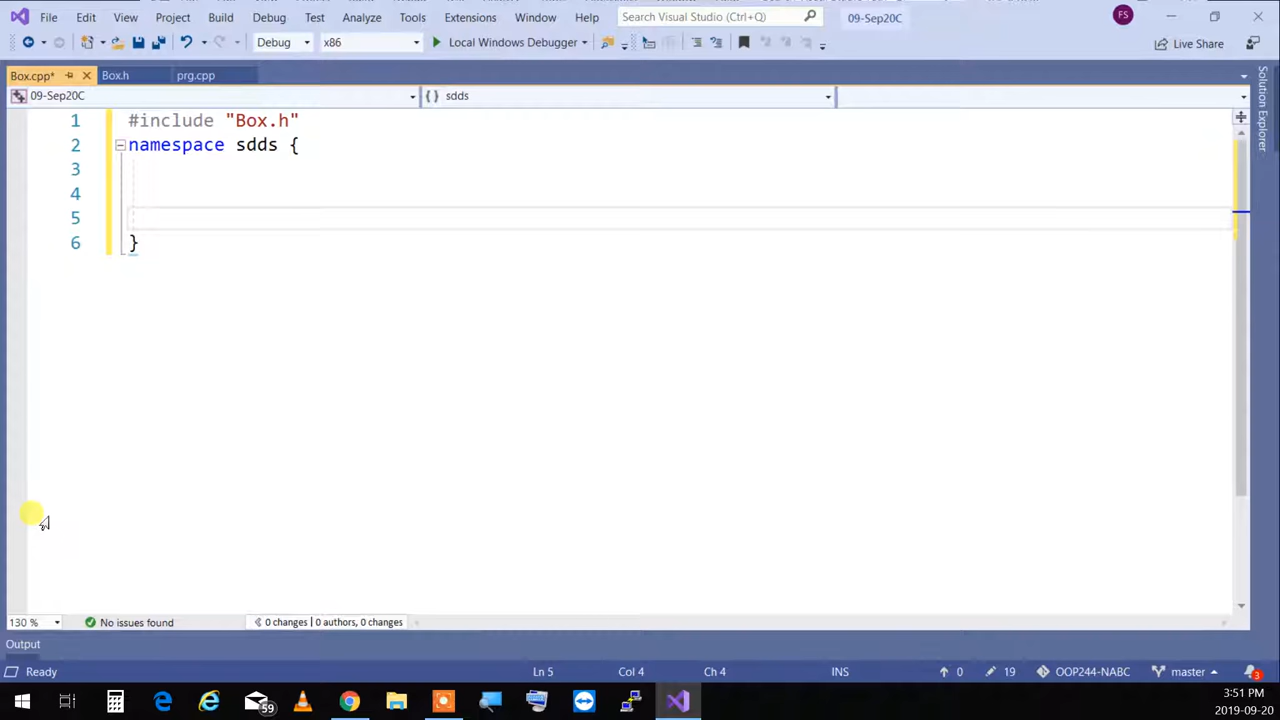 File Edit View Project Build Debug Test Analyze Tools Extensions Window Help Search Visual Studio (Ctrl+Q) 09-Sep20C FS
Debug x86 Local Windows Debugger Live Share
Box.cpp* Box.h prg.cpp
09-Sep20C {} sdds
1 #include "Box.h"
2 namespace sdds {
3
4
5
6 }
Solution Explorer
130 % No issues found 0 changes | 0 authors, 0 changes
Output
Ready Ln 5 Col 4 Ch 4 INS 0 19 OOP244-NABC master 3
59 3:51 PM
2019-09-20